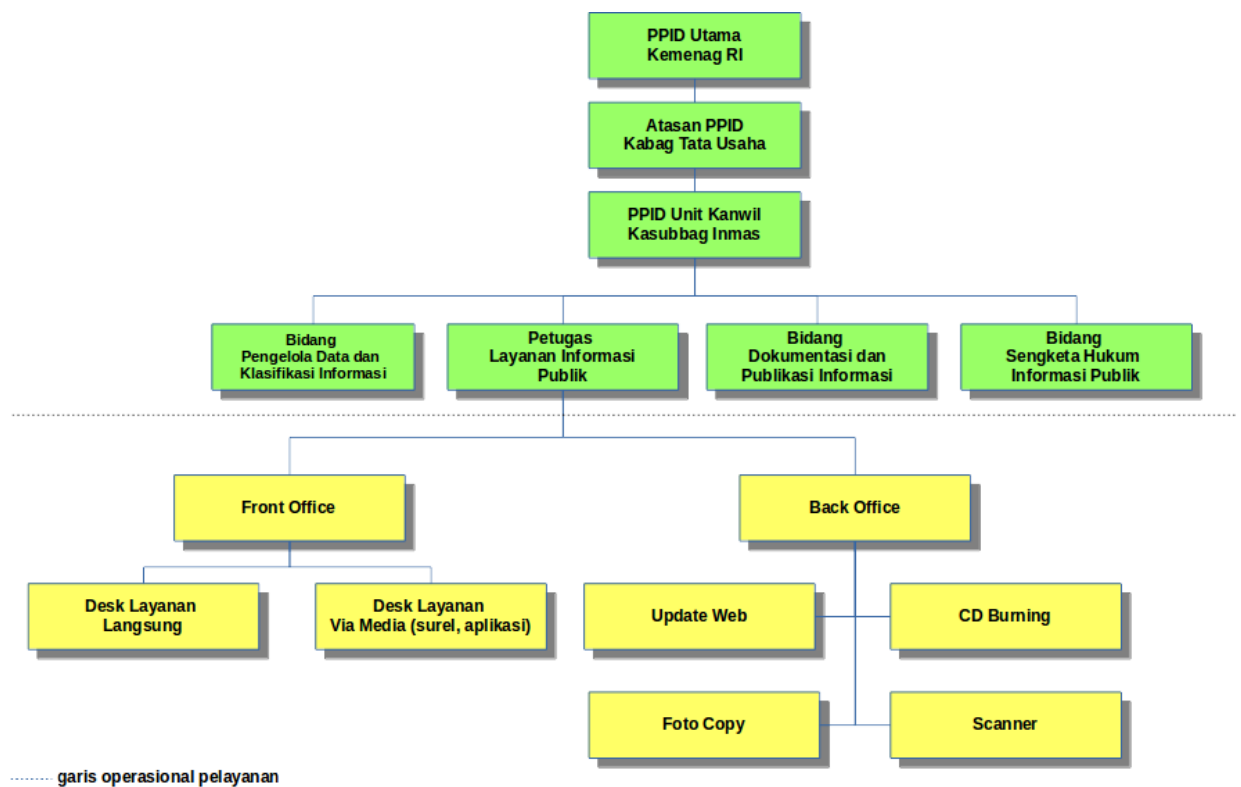 PPID Utama
Kemenag RI
Atasan PPID
Kabag Tata Usaha
PPID Unit Kanwil
Kasubbag Inmas
Bidang
Pengelola Data dan
Klasifikasi Informasi
Petugas
Layanan Informasi
Publik
Bidang
Dokumentasi dan
Publikasi Informasi
Bidang
Sengketa Hukum
Informasi Publik
Front Office
Back Office
Desk Layanan
Langsung
Desk Layanan
Via Media (surel, aplikasi)
Update Web
CD Burning
Foto Copy
Scanner
garis operasional pelayanan